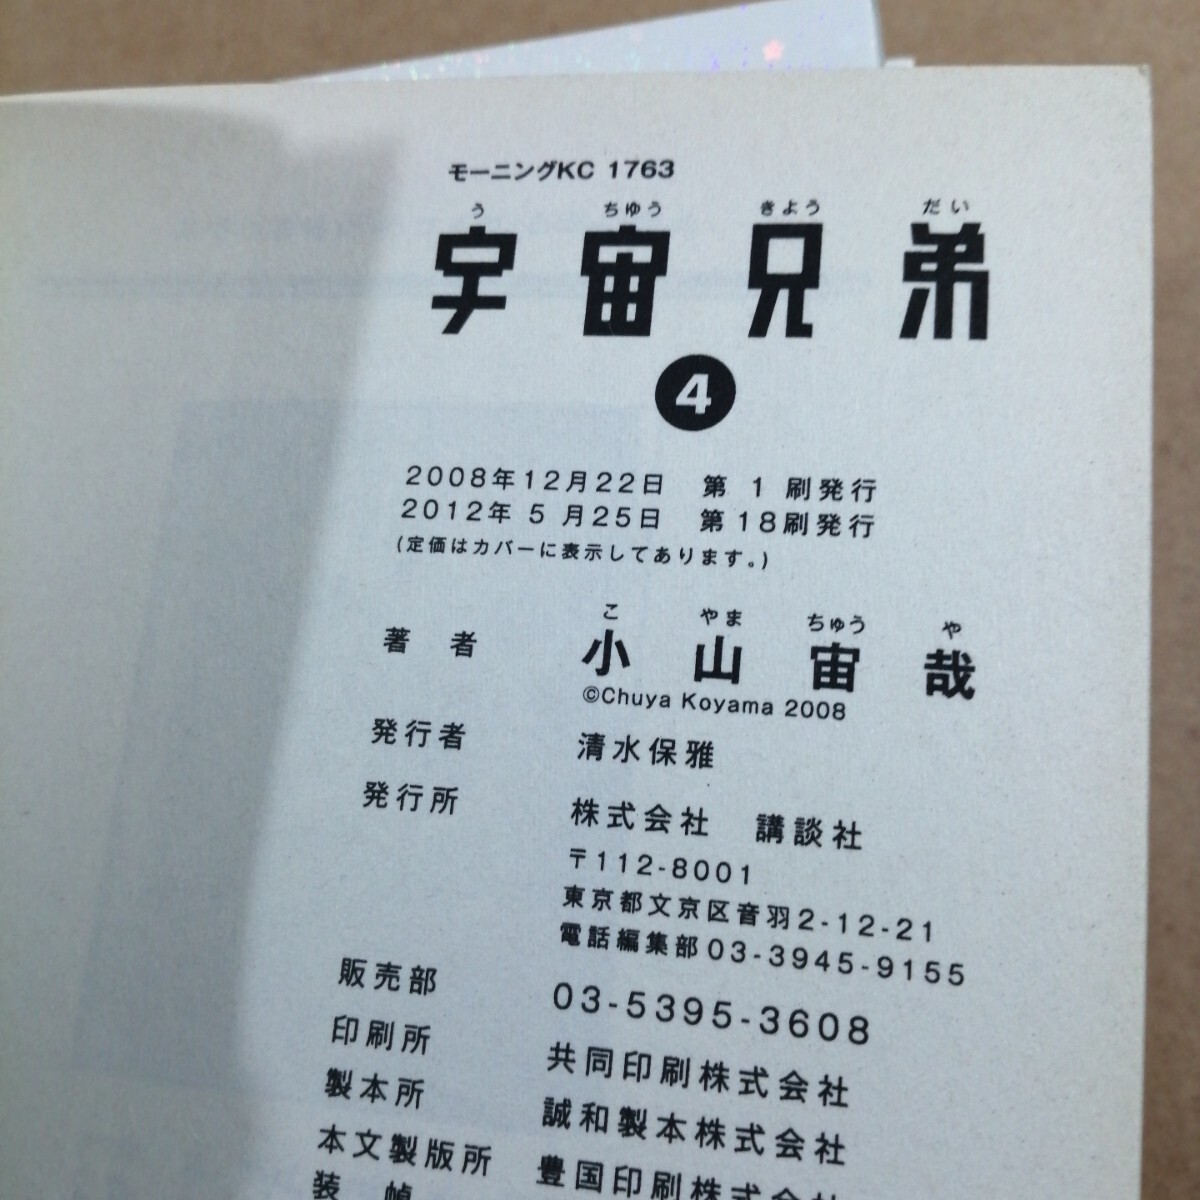 モーニングKC 1763
う ちゆう きよう だい
宇宙兄弟
4
2008年12月22日 第 1 刷発行
2012年 5 月25日 第18刷発行
(定価はカバーに表示してあります。)
こ やま ちゅう や
著 者 小山宙哉
©Chuya Koyama 2008
発行者 清水保雅
発行所 株式会社 講談社
〒112-8001
東京都文京区音羽2-12-21
電話編集部03-3945-9155
販売部 03-5395-3608
印刷所 共同印刷株式会社
製本所 誠和製本株式会社
本文製版所 豊国印刷株式会社
装 幀